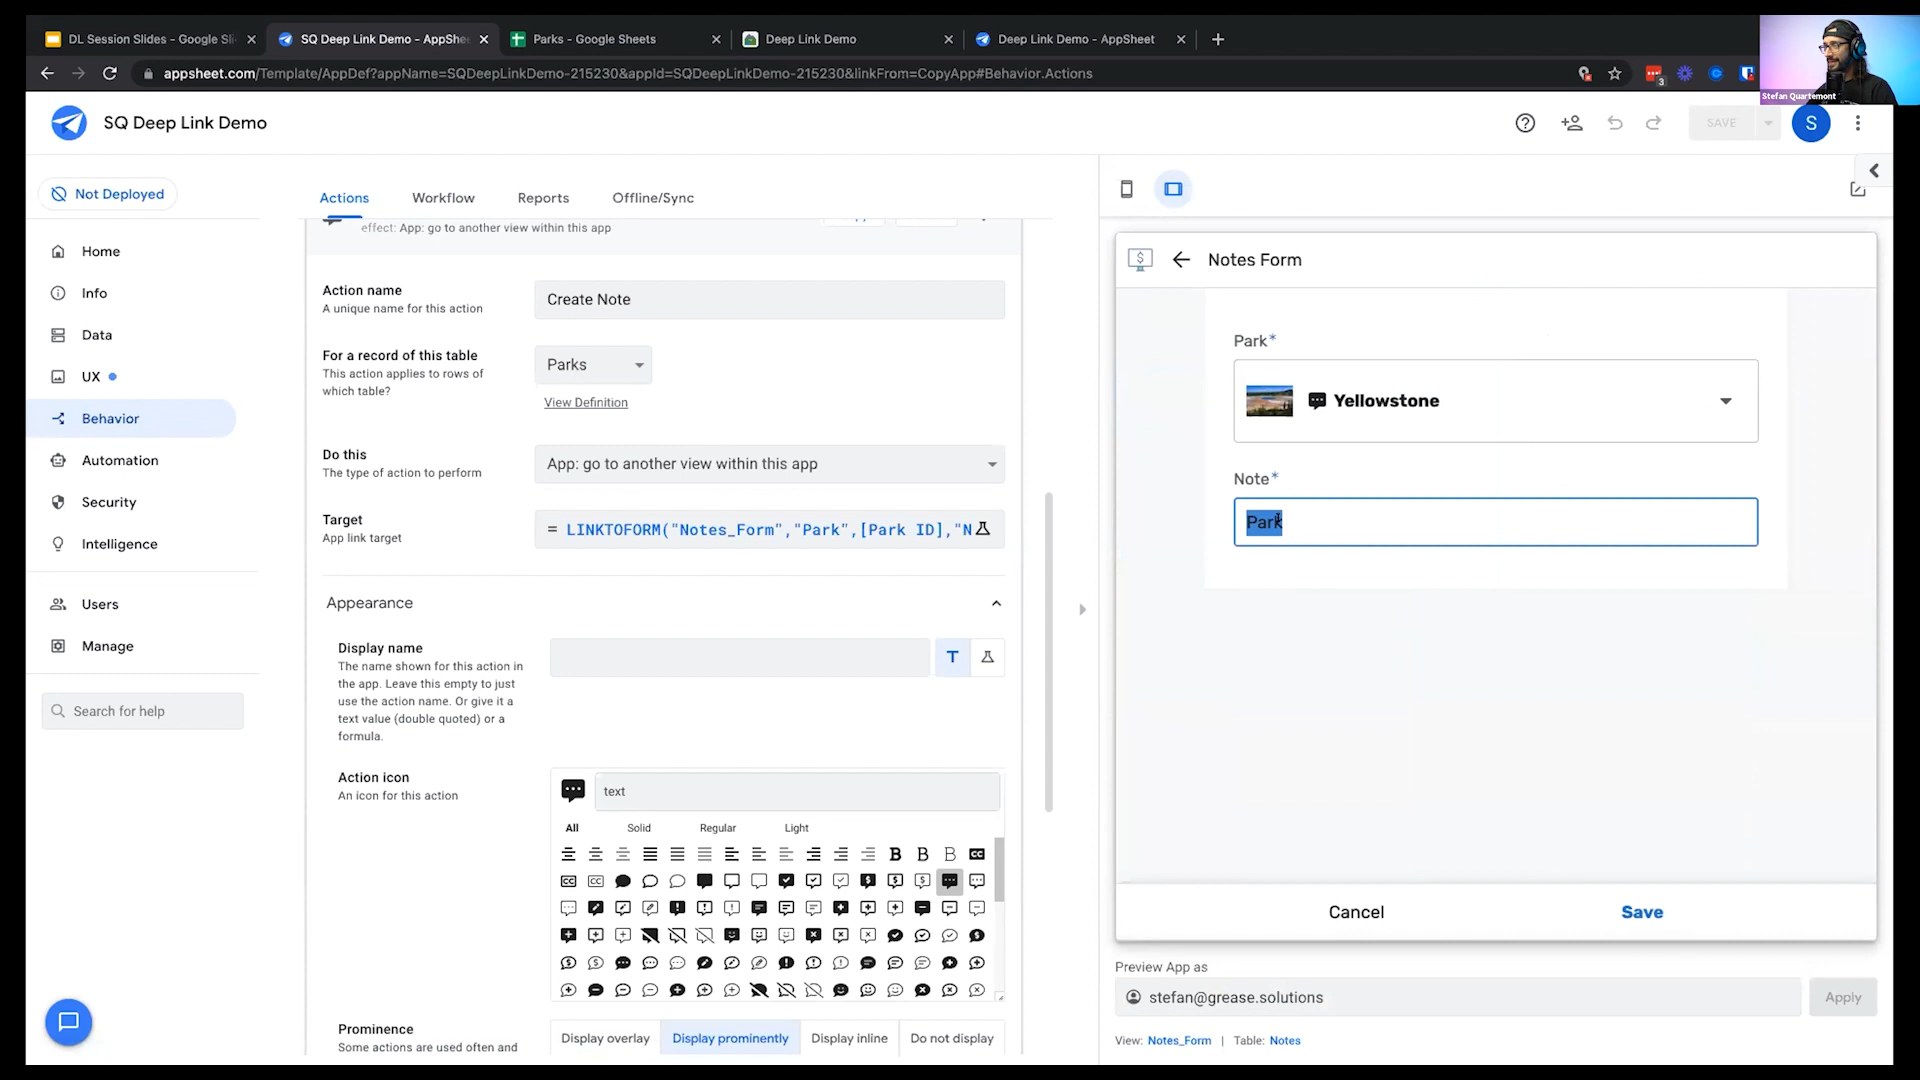 DL Session Slides - Google Sli
SQ Deep Link Demo - AppShe
Parks - Google Sheets
Deep Link Demo
Deep Link Demo - AppSheet
appsheet.com/Template/AppDef?appName=SQDeepLinkDemo-215230&appId=SQDeepLinkDemo-215230&linkFrom=CopyApp#Behavior.Actions
3
Stefan Quartemont
SQ Deep Link Demo
SAVE
S
Not Deployed
Home
Info
Data
UX
Behavior
Automation
Security
Intelligence
Users
Manage
Search for help
Actions
Workflow
Reports
Offline/Sync
effect: App: go to another view within this app
Action name
A unique name for this action
Create Note
For a record of this table
This action applies to rows of
which table?
Parks
View Definition
Do this
The type of action to perform
App: go to another view within this app
Target
App link target
= LINKTOFORM("Notes_Form","Park",[Park ID],"N
Appearance
Display name
The name shown for this action in
the app. Leave this empty to just
use the action name. Or give it a
text value (double quoted) or a
formula.
T
Action icon
An icon for this action
text
All
Solid
Regular
Light
Prominence
Some actions are used often and
Display overlay
Display prominently
Display inline
Do not display
Notes Form
Park*
Yellowstone
Note*
Park
Cancel
Save
Preview App as
stefan@grease.solutions
Apply
View: Notes_Form | Table: Notes